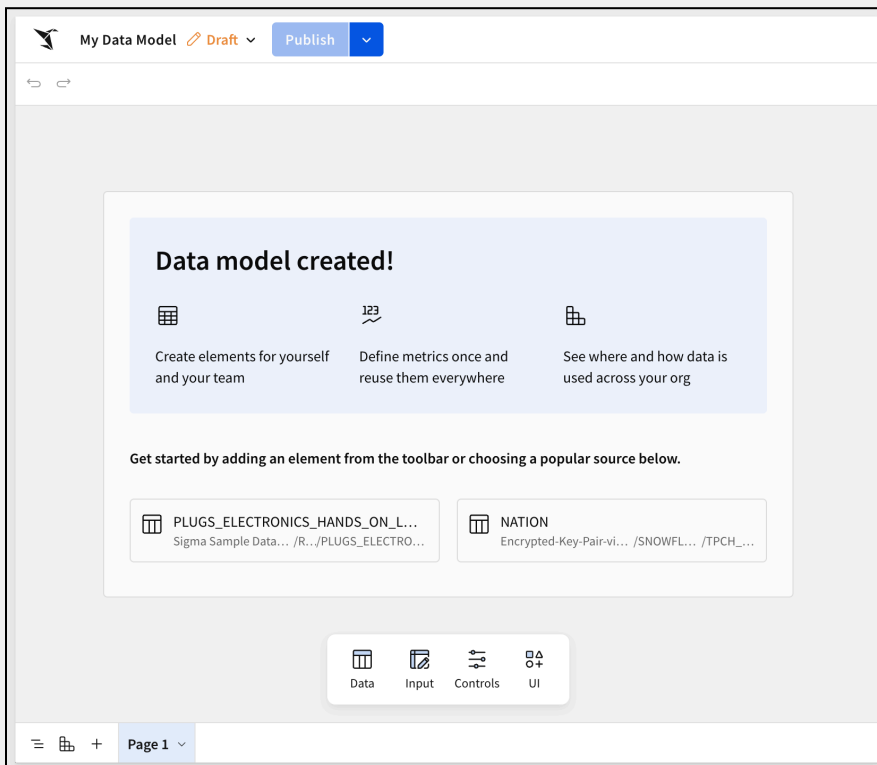 My Data Model Draft Publish
Data model created!
123
Create elements for yourself
and your team
Define metrics once and
reuse them everywhere
See where and how data is
used across your org
Get started by adding an element from the toolbar or choosing a popular source below.
PLUGS_ELECTRONICS_HANDS_ON_L...
Sigma Sample Data... /R.../PLUGS_ELECTRO...
NATION
Encrypted-Key-Pair-vi... /SNOWFL... /TPCH_...
Data Input Controls UI
Page 1